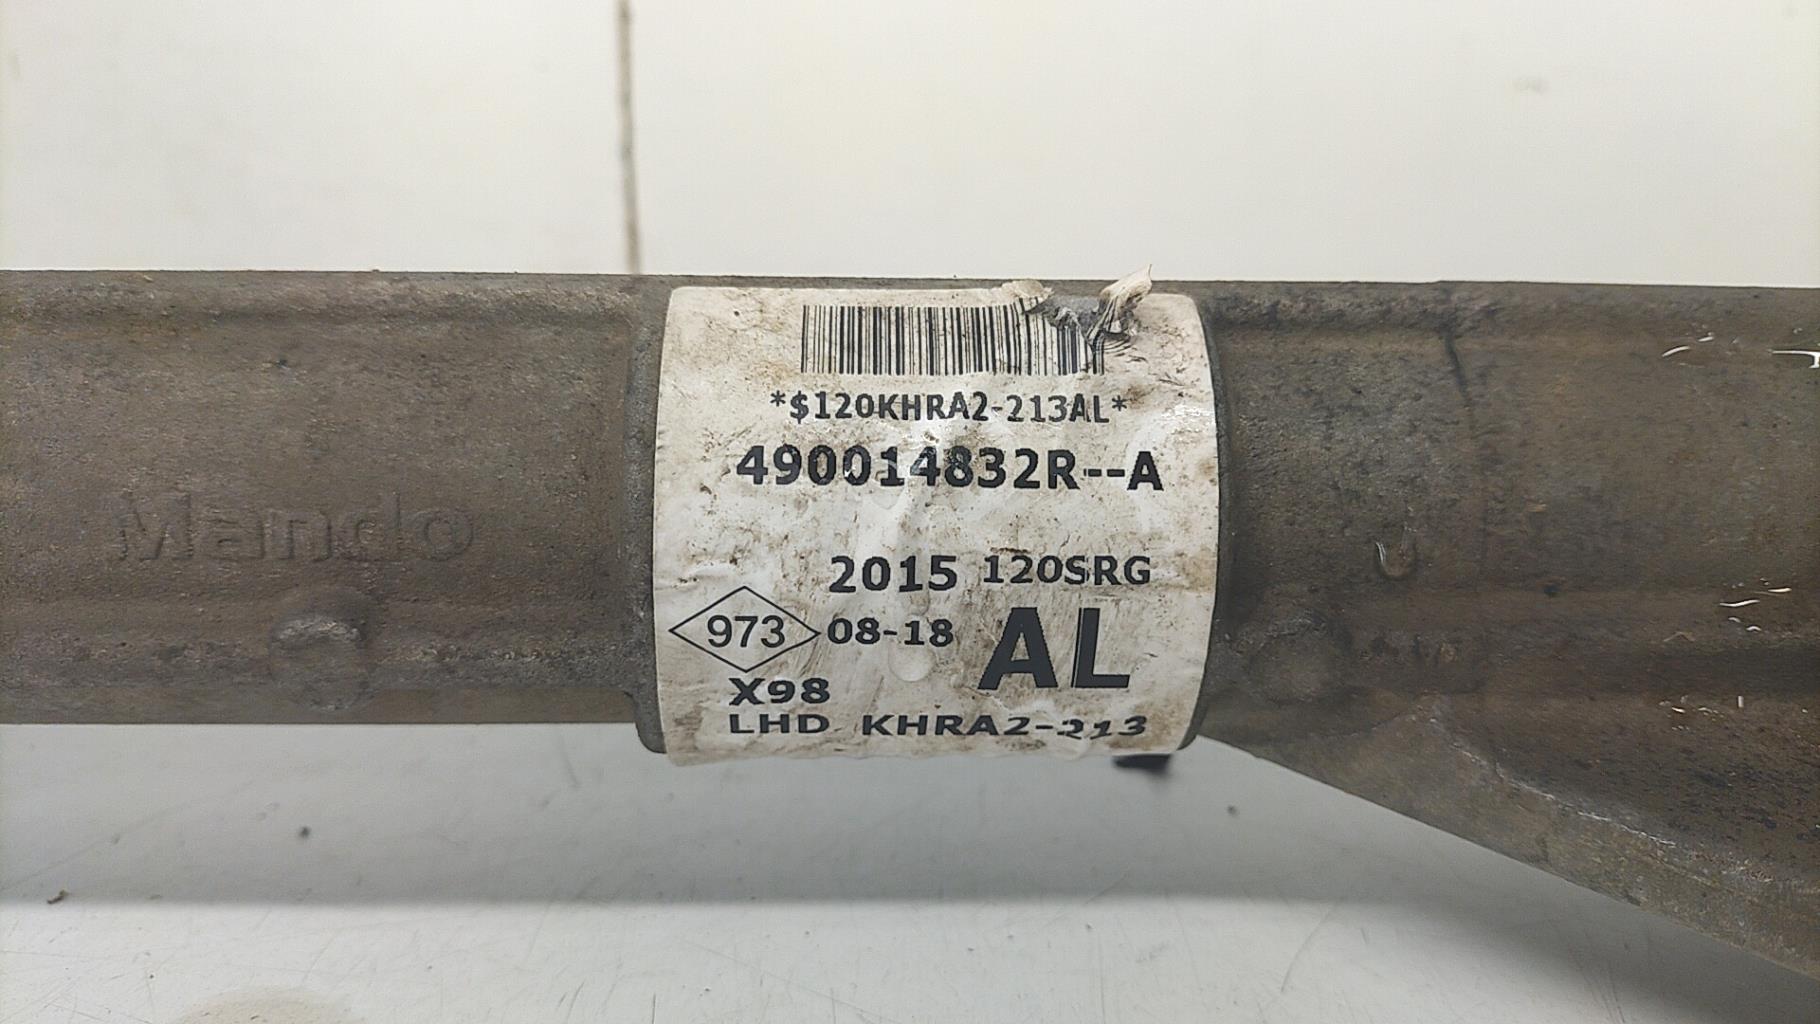 *$120KHRA2-213AL*
490014832R--A
Mando
2015 120SRG
973 08-18 AL
X98
LHD KHRA2-213